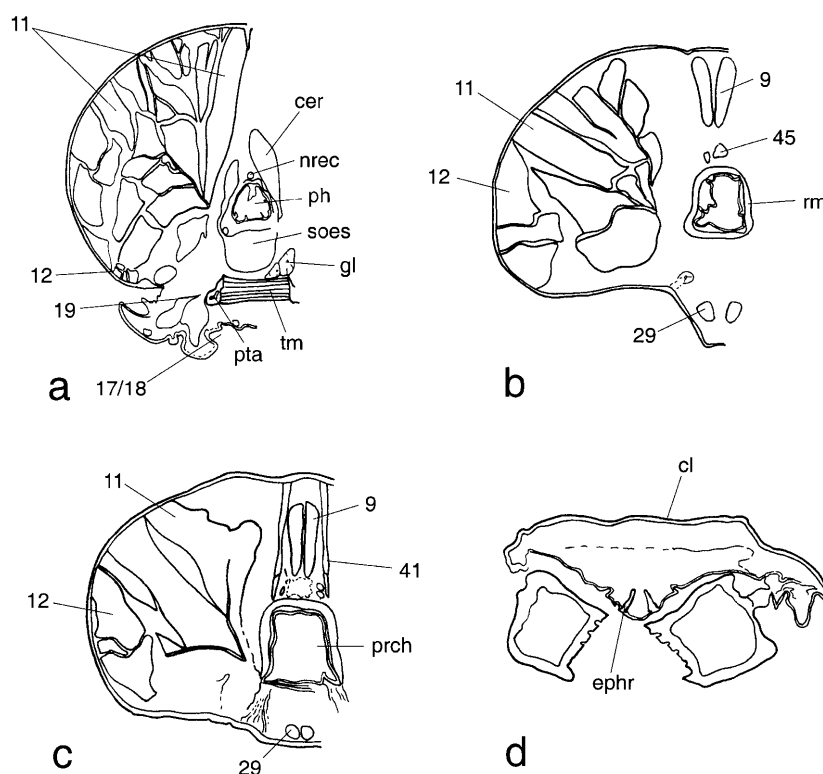 11
cer
nrec
ph
soes
12
gl
19
tm
pta
17/18
a
9
11
45
12
rm
29
b
11
9
41
12
prch
29
c
cl
ephr
d